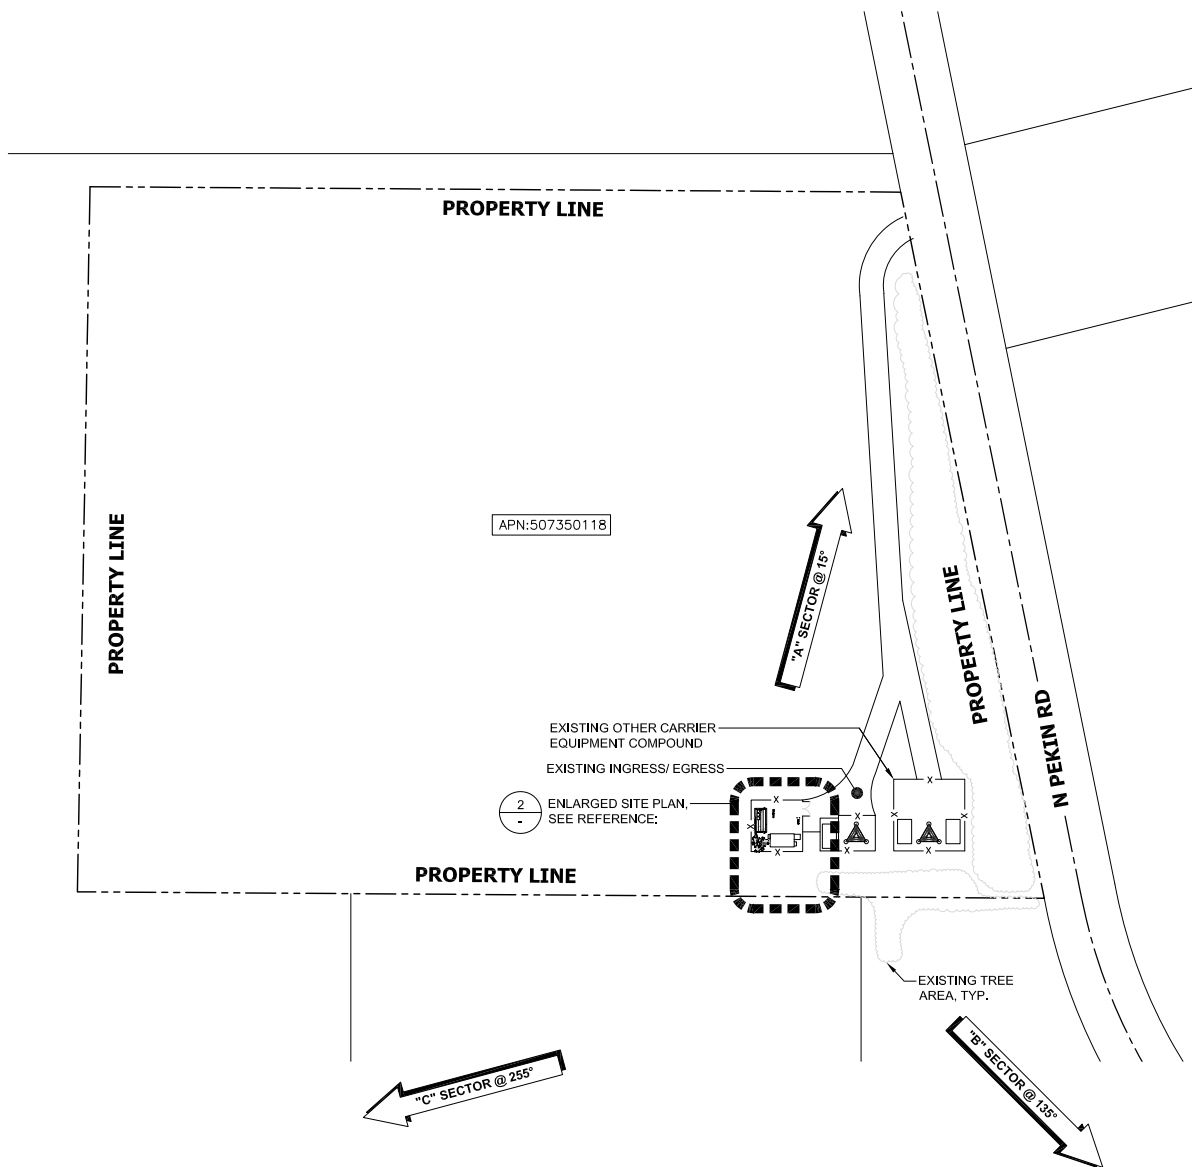 PROPERTY LINE
APN:507350118
PROPERTY LINE
"A" SECTOR @ 15°
PROPERTY LINE
N PEKIN RD
EXISTING OTHER CARRIER
EQUIPMENT COMPOUND
EXISTING INGRESS/ EGRESS
2
-
ENLARGED SITE PLAN,
SEE REFERENCE:
X
X
X
X
X
X
X
X
X
X
PROPERTY LINE
EXISTING TREE
AREA, TYP.
"B" SECTOR @ 135°
"C" SECTOR @ 255°